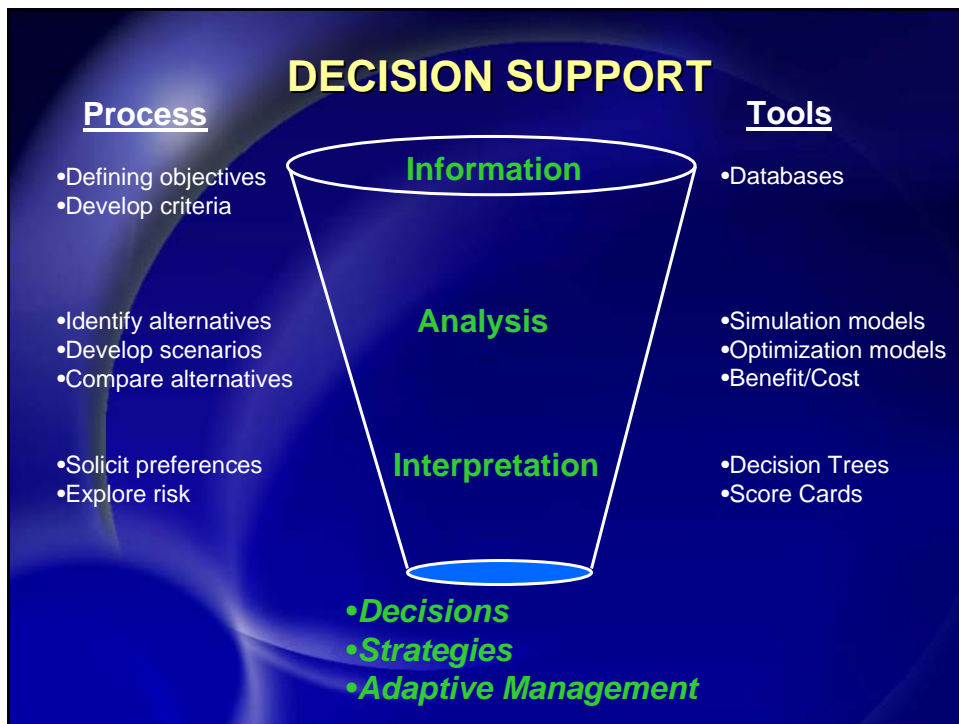 DECISION SUPPORT
Process
•Defining objectives
•Develop criteria
•Identify alternatives
•Develop scenarios
•Compare alternatives
•Solicit preferences
•Explore risk
Information
Analysis
Interpretation
Tools
•Databases
•Simulation models
•Optimization models
•Benefit/Cost
•Decision Trees
•Score Cards
•Decisions
•Strategies
•Adaptive Management